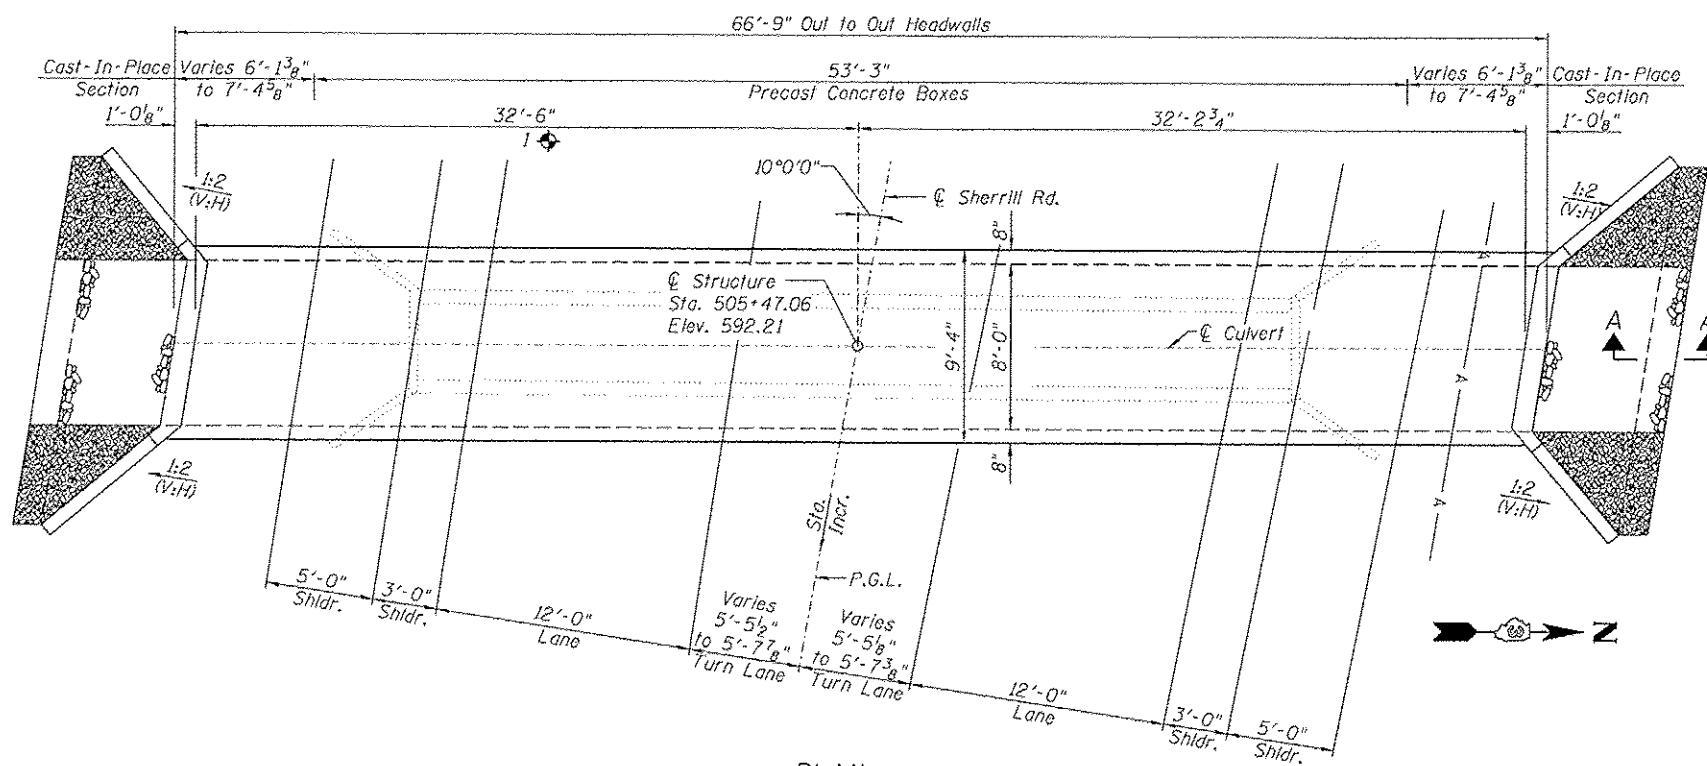 66'-9" Out to Out Headwalls
Cast-In-Place
Section
Varies 6'-1 3/8"
to 7'-4 5/8"
53'-3"
Precast Concrete Boxes
Varies 6'-1 3/8"
to 7'-4 5/8"
Cast-In-Place
Section
1'-0 1/8"
32'-6"
32'-2 3/4"
1'-0 1/8"
1
10°0'0"
℄ Sherrill Rd.
1:2
(V:H)
1:2
(V:H)
8"
℄ Structure
Sta. 505+47.06
Elev. 592.21
9'-4"
8'-0"
℄ Culvert
A
A
A
A
A
8"
1:2
(V:H)
1:2
(V:H)
Sta.
Incr.
P.G.L.
5'-0"
Shldr.
3'-0"
Shldr.
12'-0"
Lane
Varies
5'-5 1/2"
to 5'-7 7/8"
Turn Lane
Varies
5'-5 1/8"
to 5'-7 3/8"
Turn Lane
12'-0"
Lane
3'-0"
Shldr.
5'-0"
Shldr.
N